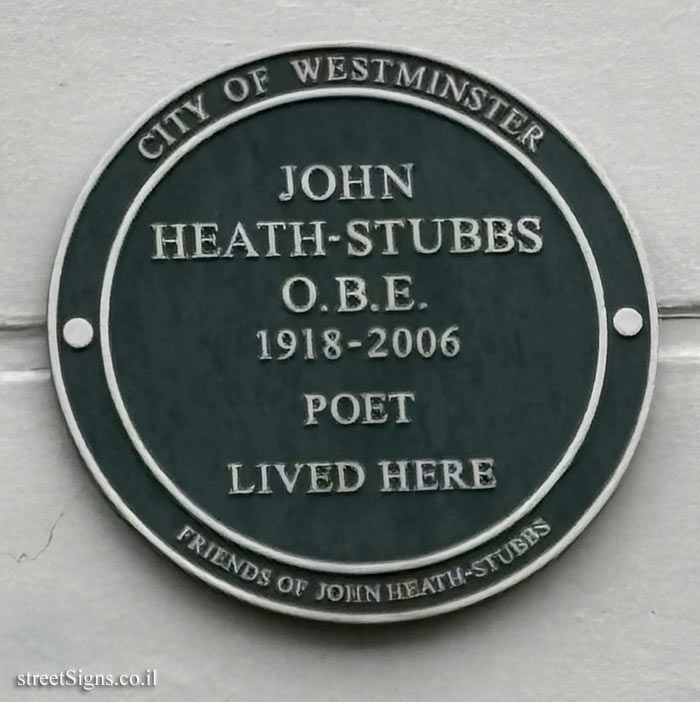 CITY OF WESTMINSTER
JOHN
HEATH-STUBBS
O.B.E.
1918-2006
POET
LIVED HERE
FRIENDS OF JOHN HEATH-STUBBS
streetSigns.co.il